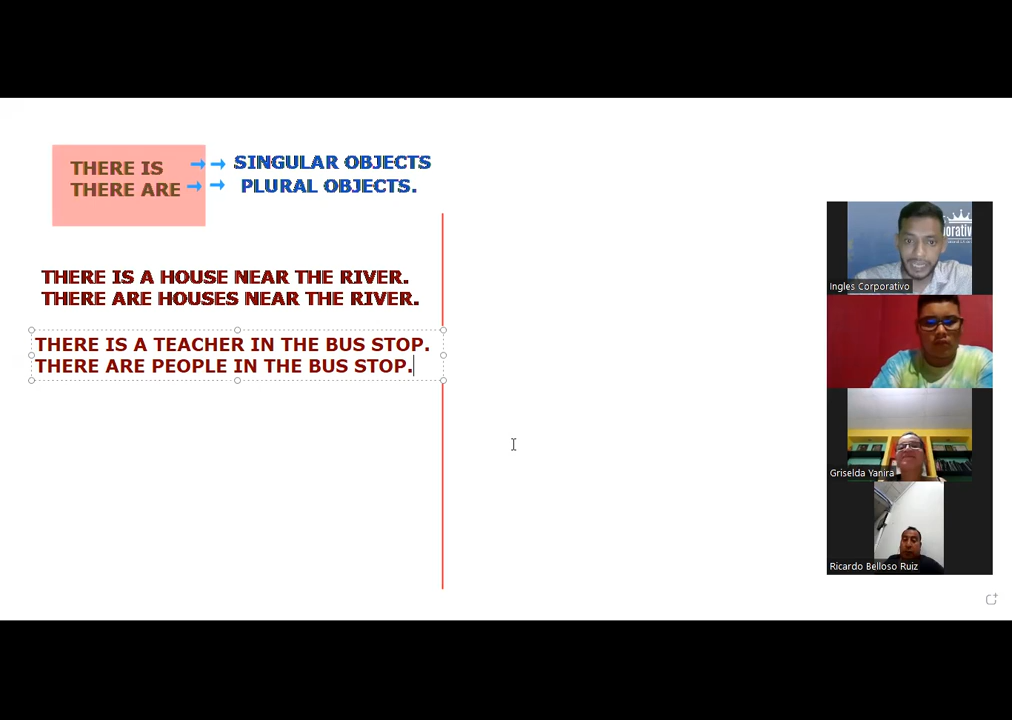 THERE IS → → SINGULAR OBJECTS
THERE ARE → → PLURAL OBJECTS.
THERE IS A HOUSE NEAR THE RIVER.
THERE ARE HOUSES NEAR THE RIVER.
THERE IS A TEACHER IN THE BUS STOP.
THERE ARE PEOPLE IN THE BUS STOP.
Ingles Corporativo
Griselda Yanira
Ricardo Belloso Ruiz